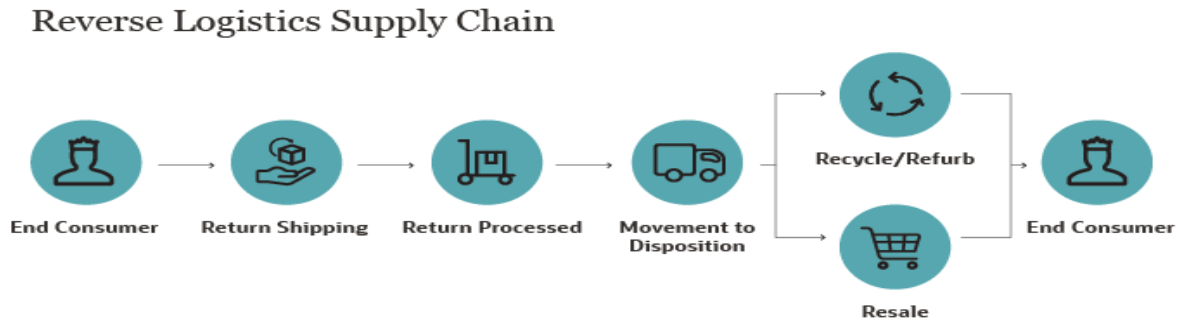 Reverse Logistics Supply Chain
End Consumer
Return Shipping
Return Processed
Movement to
Disposition
Recycle/Refurb
Resale
End Consumer